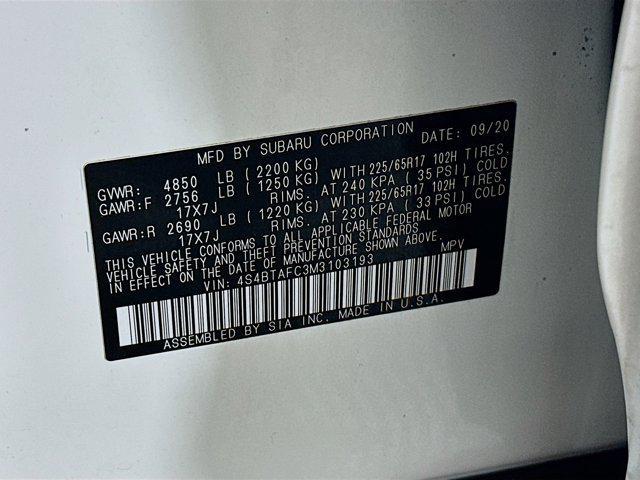 MFD BY SUBARU CORPORATION DATE: 09/20
GVWR: 4850 LB (2200 KG)
GAWR:F 2756 LB (1250 KG) WITH 225/65R17 102H TIRES.
17X7J RIMS. AT 240 KPA (35 PSI) COLD
GAWR:R 2690 LB (1220 KG) WITH 225/65R17 102H TIRES.
17X7J RIMS. AT 230 KPA (33 PSI) COLD
THIS VEHICLE CONFORMS TO ALL APPLICABLE FEDERAL MOTOR
VEHICLE SAFETY AND THEFT PREVENTION STANDARDS
IN EFFECT ON THE DATE OF MANUFACTURE SHOWN ABOVE.
VIN: 4S4BTAFC3M3103193 MPV
ASSEMBLED BY SIA INC. MADE IN U.S.A.